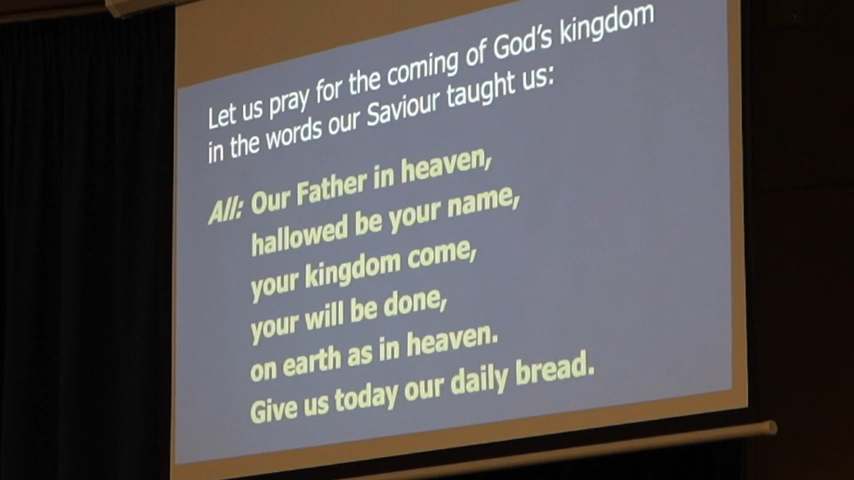 Let us pray for the coming of God's kingdom
in the words our Saviour taught us:
All: Our Father in heaven,
hallowed be your name,
your kingdom come,
your will be done,
on earth as in heaven.
Give us today our daily bread.